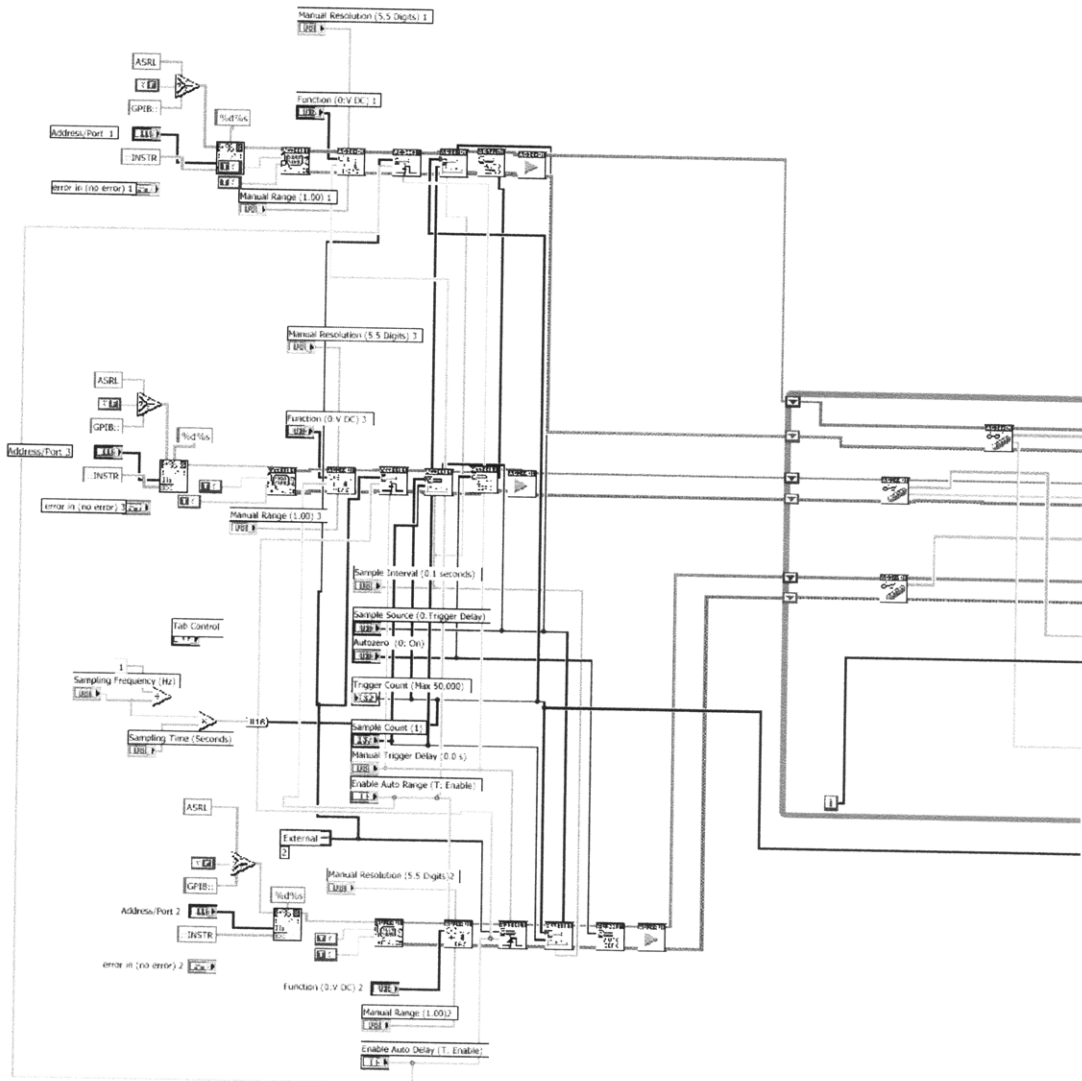 Manual Resolution (5.5 Digits) 1
ASRL
GPIB::
%d%s
Function (0:V DC) 1
Address/Port 1
::INSTR
error in (no error) 1
Manual Range (1.00) 1
Manual Resolution (5.5 Digits) 3
ASRL
GPIB::
%d%s
Function (0:V DC) 3
Address/Port 3
::INSTR
error in (no error) 3
Manual Range (1.00) 3
Sample Interval (0.1 seconds)
Sample Source (0:Trigger Delay)
Autozero (0: On)
Tab Control
1
Sampling Frequency (Hz)
Trigger Count (Max 50,000)
U16
Sample Count (1)
Sampling Time (Seconds)
Manual Trigger Delay (0.0 s)
Enable Auto Range (T: Enable)
ASRL
External
2
GPIB::
Manual Resolution (5.5 Digits)2
%d%s
Address/Port 2
::INSTR
error in (no error) 2
Function (0:V DC) 2
Manual Range (1.00)2
Enable Auto Delay (T: Enable)
i